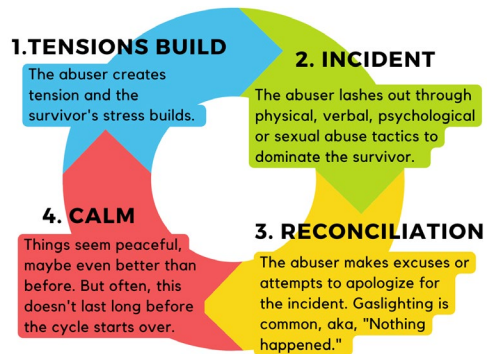 1.TENSIONS BUILD
The abuser creates
tension and the
survivor's stress builds.
2. INCIDENT
The abuser lashes out through
physical, verbal, psychological
or sexual abuse tactics to
dominate the survivor.
3. RECONCILIATION
The abuser makes excuses or
attempts to apologize for
the incident. Gaslighting is
common, aka, "Nothing
happened."
4. CALM
Things seem peaceful,
maybe even better than
before. But often, this
doesn't last long before
the cycle starts over.